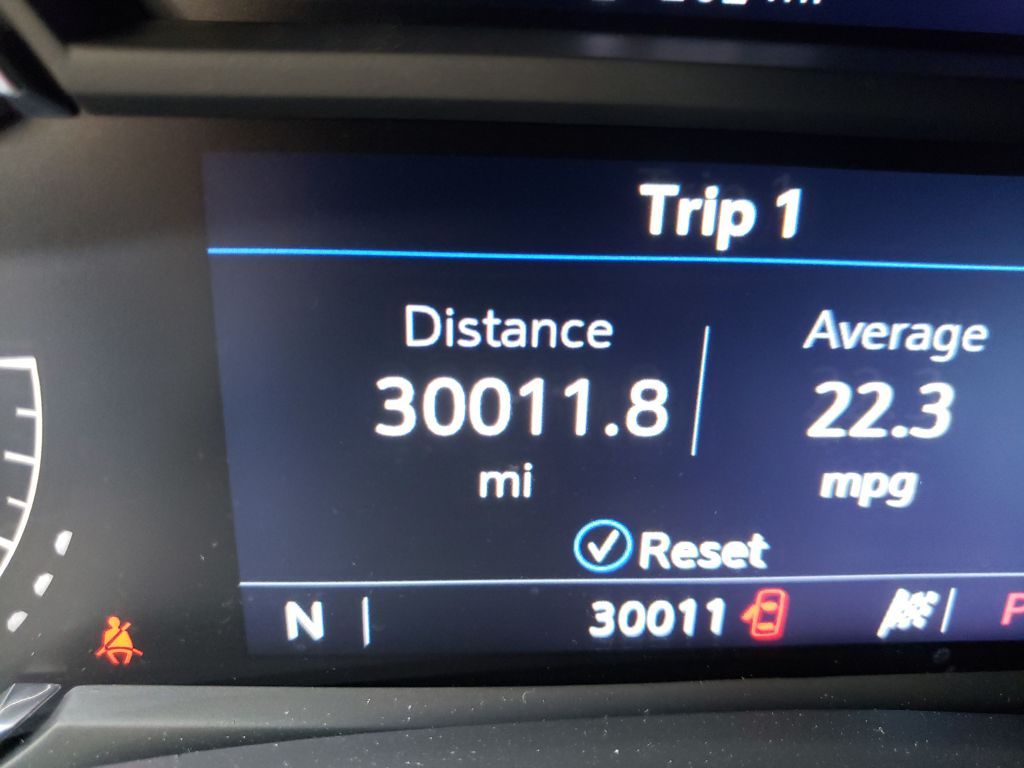 Trip 1
Distance
Average
30011.8
22.3
mi
mpg
Reset
N
30011